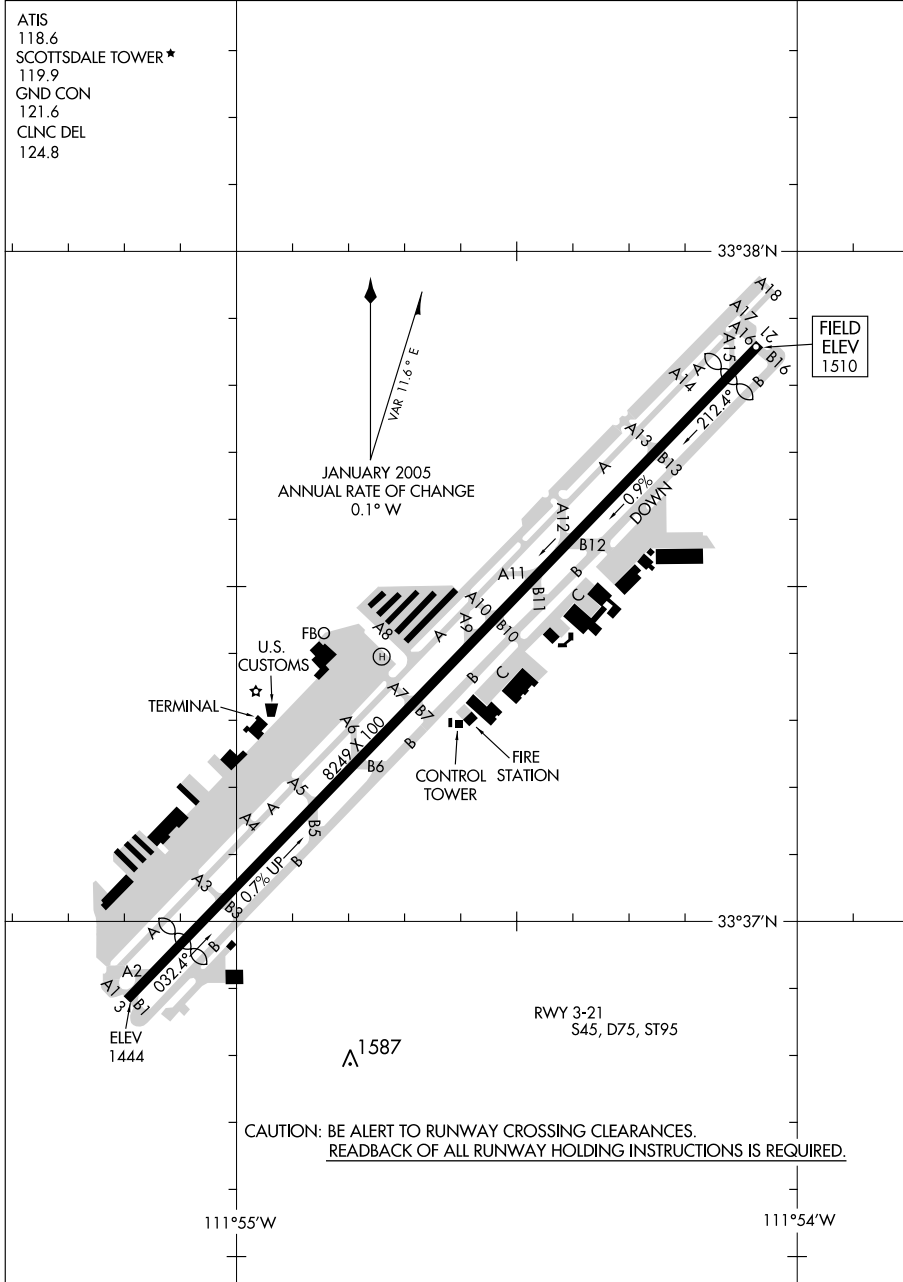 ATIS
118.6
SCOTTSDALE TOWER★
119.9
GND CON
121.6
CLNC DEL
124.8
33°38'N
A18
A17
A16
21
A15
B16
FIELD
ELEV
1510
A
A14
B
212.4°
VAR 11.6° E
A13
B13
JANUARY 2005
ANNUAL RATE OF CHANGE
0.1° W
A
0.9%
DOWN
A12
B12
A11
B
B11
C
A10
A9
B10
A8
A
FBO
H
U.S.
CUSTOMS
B
C
A7
B7
TERMINAL
A6
8249 X 100
B
B6
FIRE
STATION
CONTROL
TOWER
A5
A
A4
B5
B
0.7% UP
A3
B3
33°37'N
A
B
032.4°
A2
A1
3
B1
ELEV
1444
RWY 3-21
S45, D75, ST95
1587
CAUTION: BE ALERT TO RUNWAY CROSSING CLEARANCES.
READBACK OF ALL RUNWAY HOLDING INSTRUCTIONS IS REQUIRED.
111°55'W
111°54'W